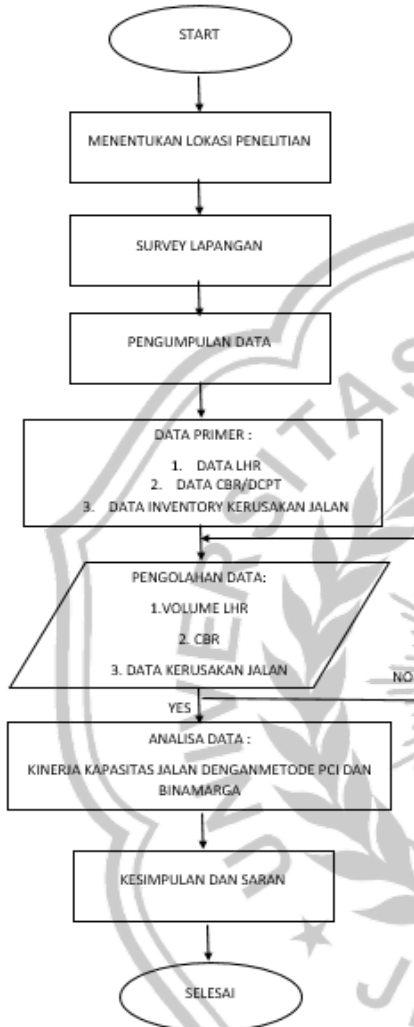 START
MENENTUKAN LOKASI PENELITIAN
SURVEY LAPANGAN
PENGUMPULAN DATA
DATA PRIMER :
1. DATA LHR
2. DATA CBR/DCPT
3. DATA INVENTORY KERUSAKAN JALAN
PENGOLAHAN DATA:
1.VOLUME LHR
2. CBR
3. DATA KERUSAKAN JALAN
NO
YES
ANALISA DATA :
KINERJA KAPASITAS JALAN DENGANMETODE PCI DAN
BINAMARGA
KESIMPULAN DAN SARAN
SELESAI
UNIVERSITAS